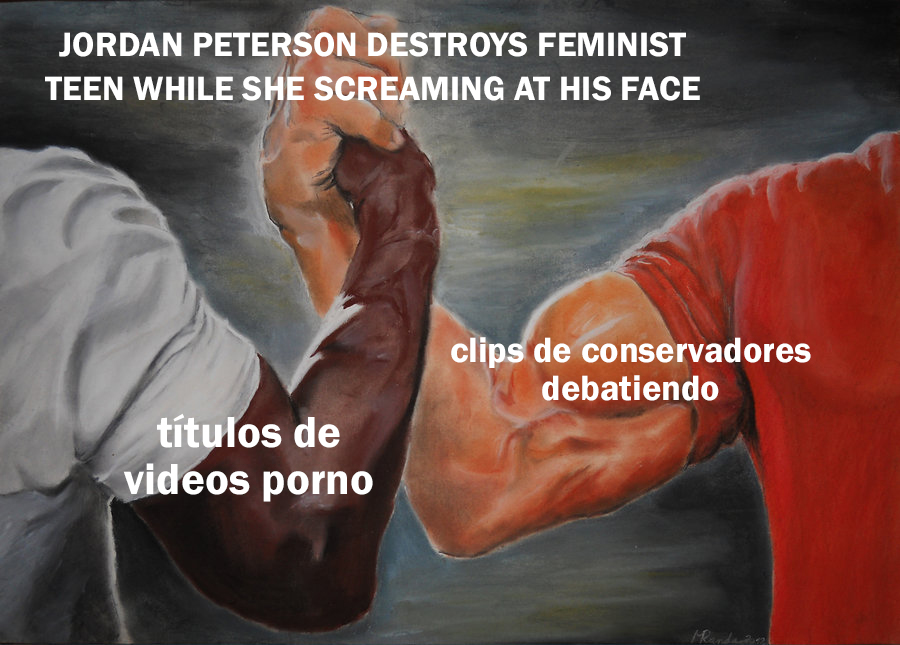 JORDAN PETERSON DESTROYS FEMINIST
TEEN WHILE SHE SCREAMING AT HIS FACE
clips de conservadores
debatiendo
títulos de
videos porno